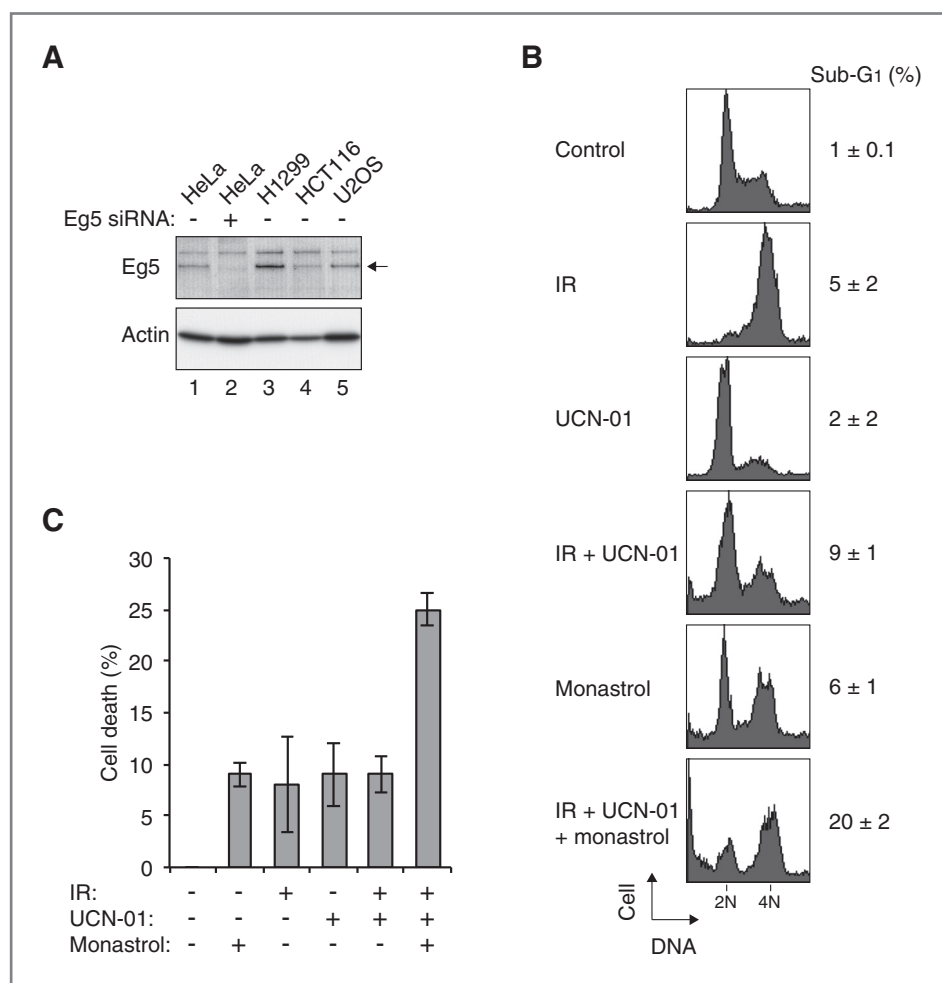 A
HeLa HeLa H1299 HCT116 U2OS
Eg5 siRNA: - + - - -
Eg5
Actin
1 2 3 4 5
B
Sub-G1 (%)
Control 1 ± 0.1
IR 5 ± 2
UCN-01 2 ± 2
IR + UCN-01 9 ± 1
Monastrol 6 ± 1
IR + UCN-01
+ monastrol 20 ± 2
Cell
2N 4N
DNA
C
Cell death (%)
30
25
20
15
10
5
0
IR: - - + - + +
UCN-01: - - - + + +
Monastrol: - + - - - +